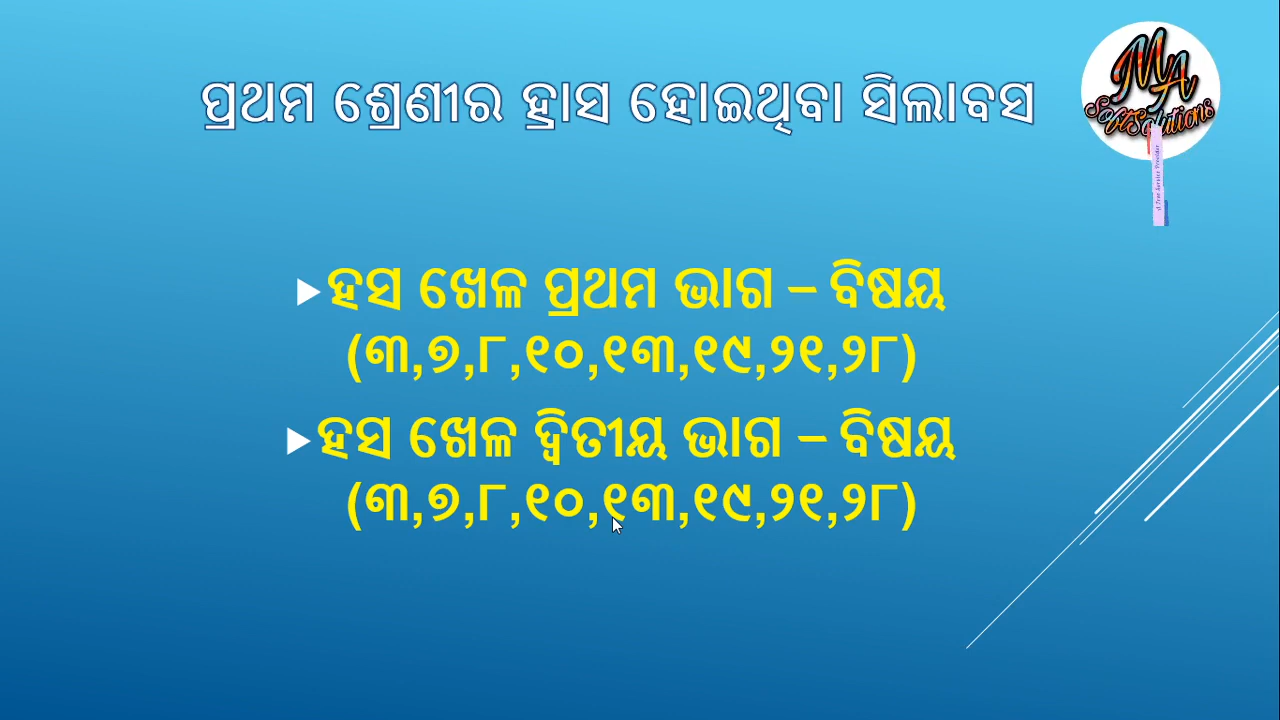 ପ୍ରଥମ ଶ୍ରେଣୀର ହ୍ରାସ ହୋଇଥିବା ସିଲାବସ
MA
SoftSolutions
ହସ ଖେଳ ପ୍ରଥମ ଭାଗ – ବିଷୟ
(୩,୭,୮,୧୦,୧୩,୧୯,୨୧,୨୮)
ହସ ଖେଳ ଦ୍ୱିତୀୟ ଭାଗ – ବିଷୟ
(୩,୭,୮,୧୦,୧୩,୧୯,୨୧,୨୮)